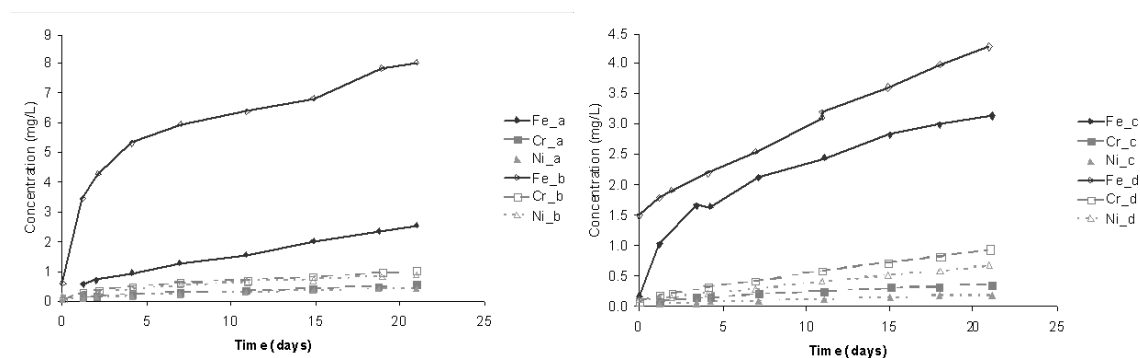 Concentration (mg/L)
9
8
7
6
5
4
3
2
1
0
0 5 10 15 20 25
Time (days)
Fe_a
Cr_a
Ni_a
Fe_b
Cr_b
Ni_b
Concentration (mg/L)
4.5
4.0
3.5
3.0
2.5
2.0
1.5
1.0
0.5
0.0
0 5 10 15 20 25
Time (days)
Fe_c
Cr_c
Ni_c
Fe_d
Cr_d
Ni_d